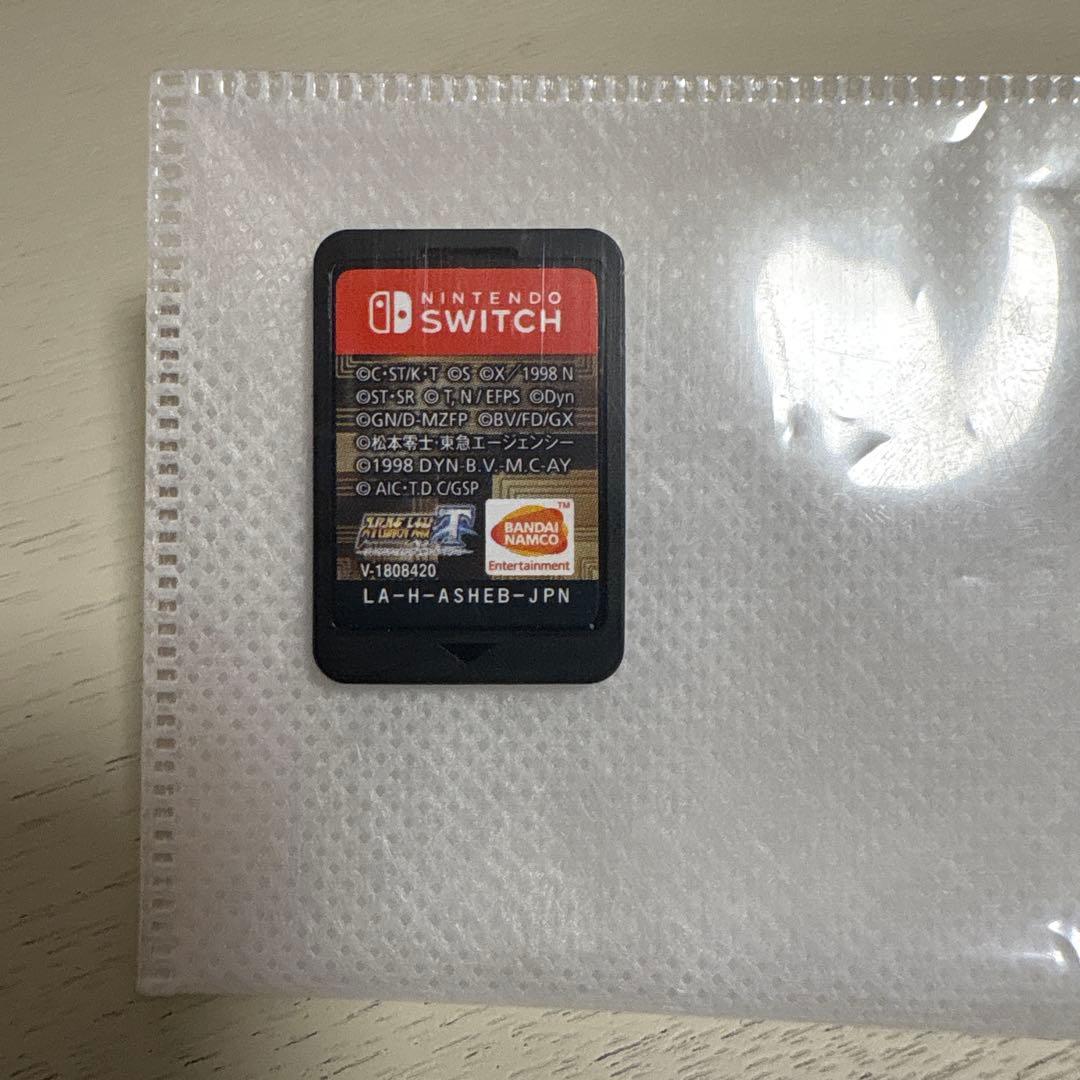 NINTENDO
SWITCH
©C・ST/K・T ©S ©X／1998 N
©ST・SR ©T, N/EFPS ©Dyn
©GN/D-MZFP ©BV/FD/GX
©松本零士・東急エージェンシー
©1998 DYN-B.V.-M.C-AY
© AIC・T.D.C/GSP
T
BANDAI
NAMCO
TM
Entertainment
V-1808420
LA-H-ASHEB-JPN